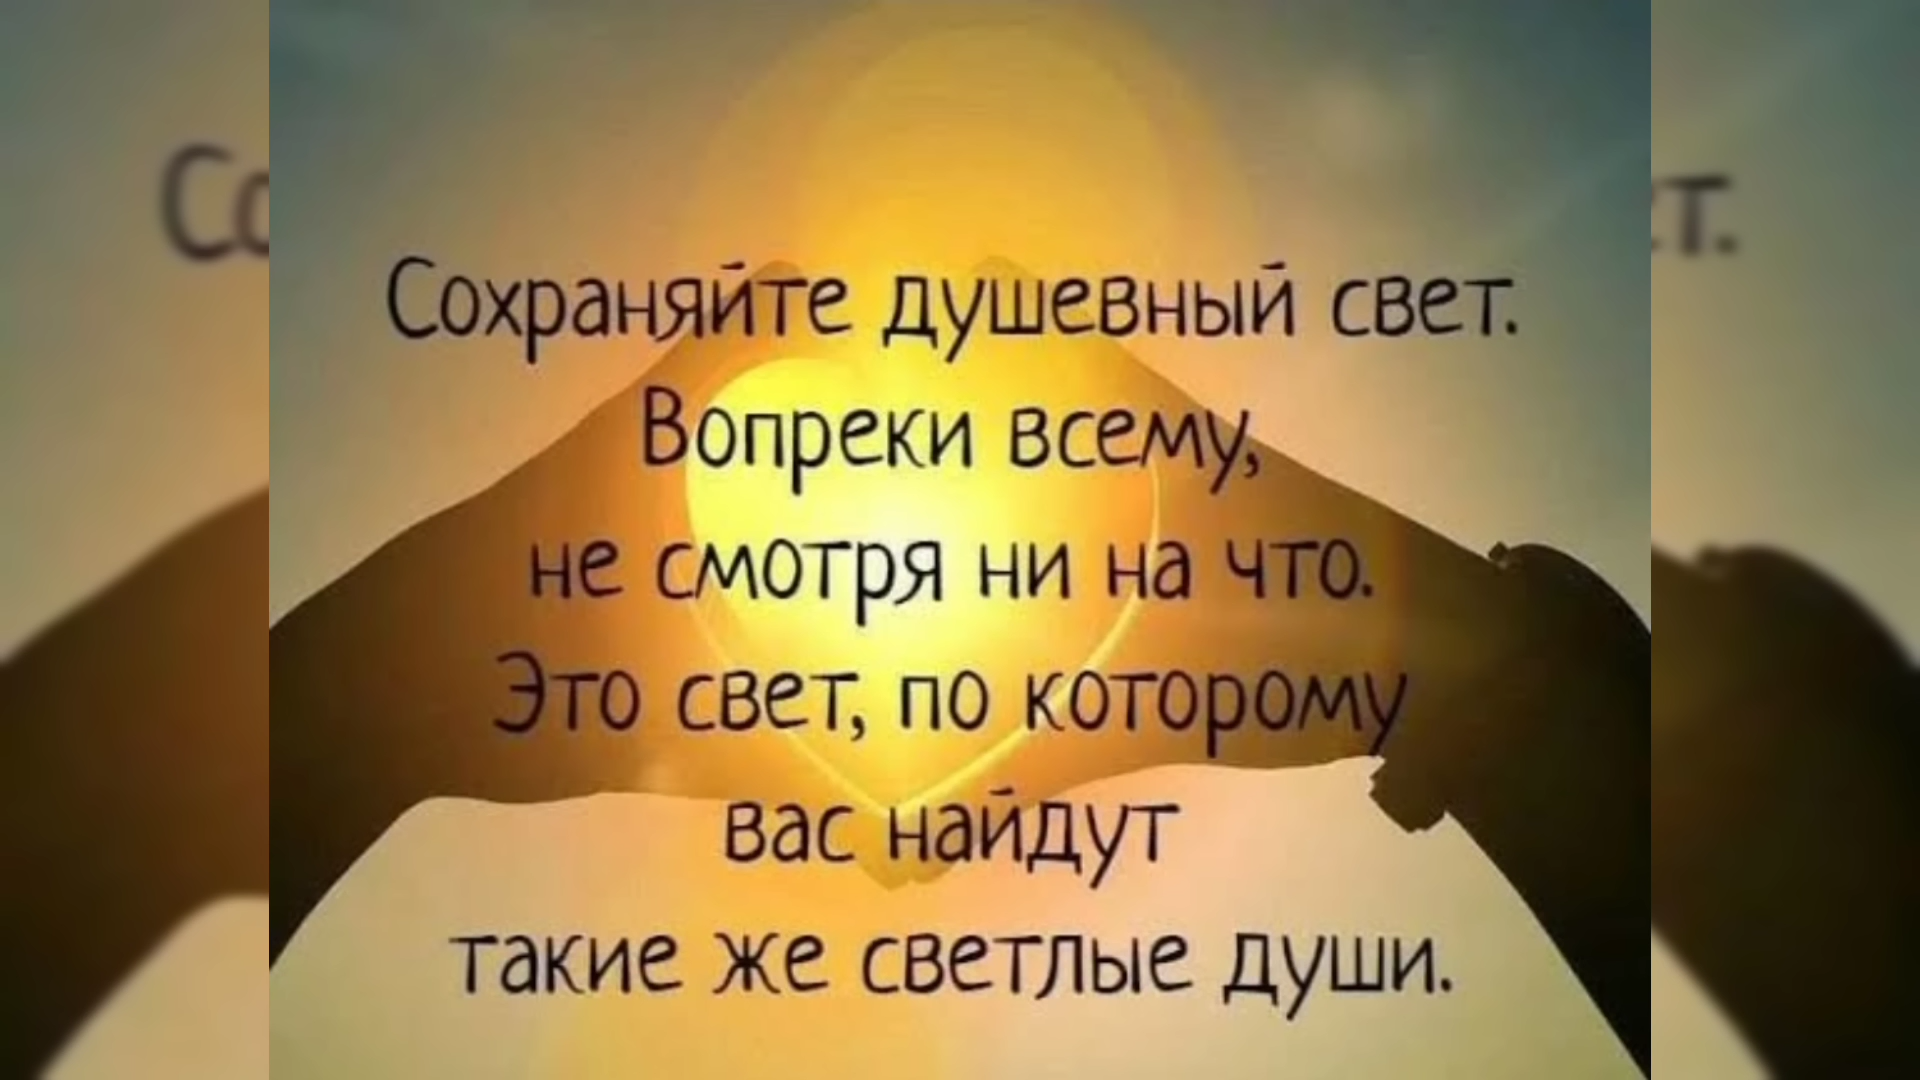 Сохраняйте душевный свет.
Вопреки всему,
не смотря ни на что.
Это свет, по которому
вас найдут
такие же светлые души.